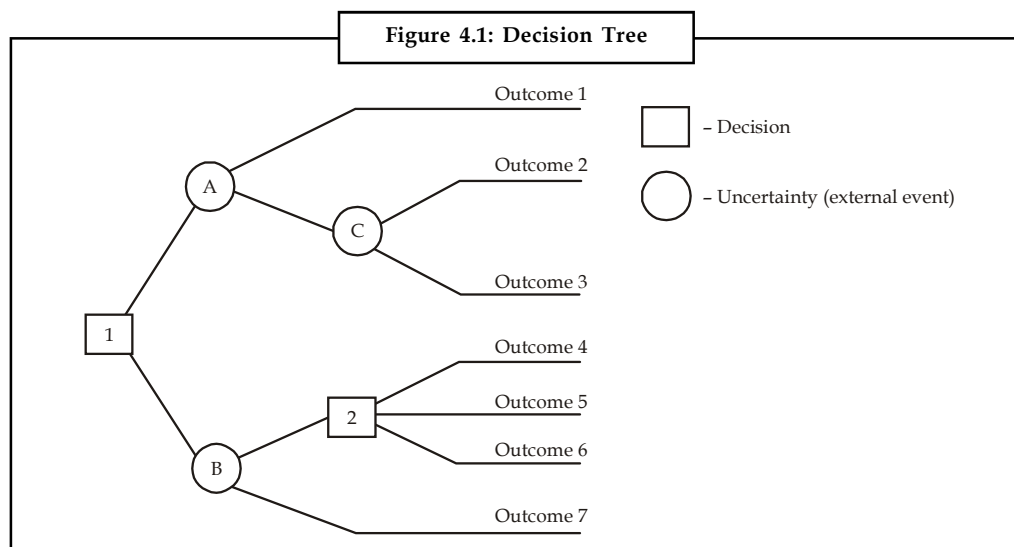 Figure 4.1: Decision Tree
Outcome 1
– Decision
Outcome 2
A
– Uncertainty (external event)
C
Outcome 3
1
Outcome 4
2
Outcome 5
Outcome 6
B
Outcome 7